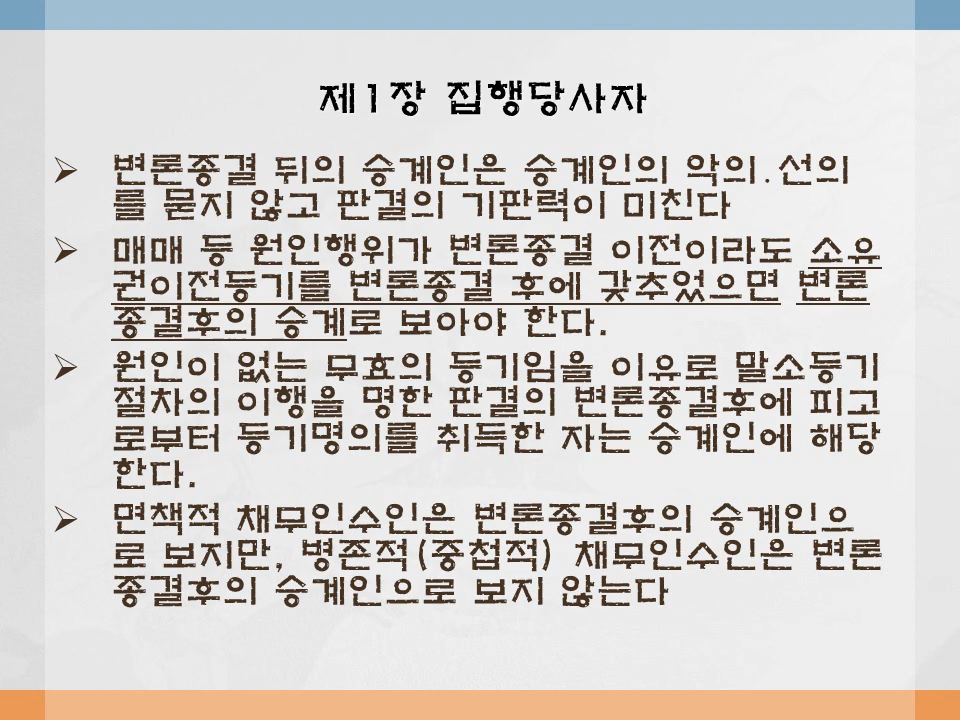 제1장 집행당사자
변론종결 뒤의 승계인은 승계인의 악의.선의
를 묻지 않고 판결의 기판력이 미친다
매매 등 원인행위가 변론종결 이전이라도 소유
권이전등기를 변론종결 후에 갖추었으면 변론
종결후의 승계로 보아야 한다.
원인이 없는 무효의 등기임을 이유로 말소등기
절차의 이행을 명한 판결의 변론종결후에 피고
로부터 등기명의를 취득한 자는 승계인에 해당
한다.
면책적 채무인수인은 변론종결후의 승계인으
로 보지만, 병존적(중첩적) 채무인수인은 변론
종결후의 승계인으로 보지 않는다